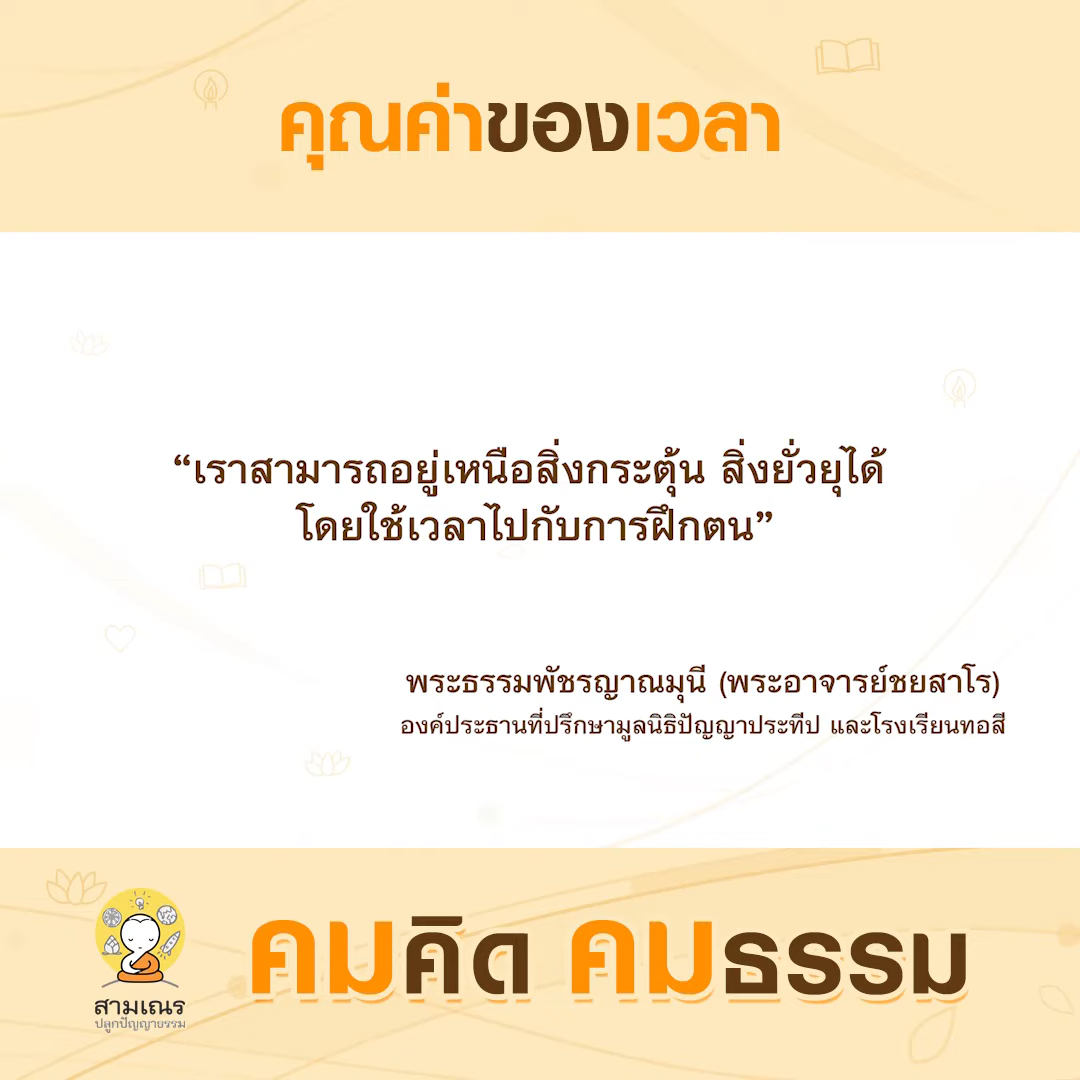 คุณค่าของเวลา
“เราสามารถอยู่เหนือสิ่งกระตุ้น สิ่งยั่วยุได้
โดยใช้เวลาไปกับการฝึกตน”
พระธรรมพัชรญาณมุนี (พระอาจารย์ชยสาโร)
องค์ประธานที่ปรึกษามูลนิธิปัญญาประทีป และโรงเรียนทอสี
คมคิด คมธรรม
สามเณร
ปลูกปัญญาธรรม